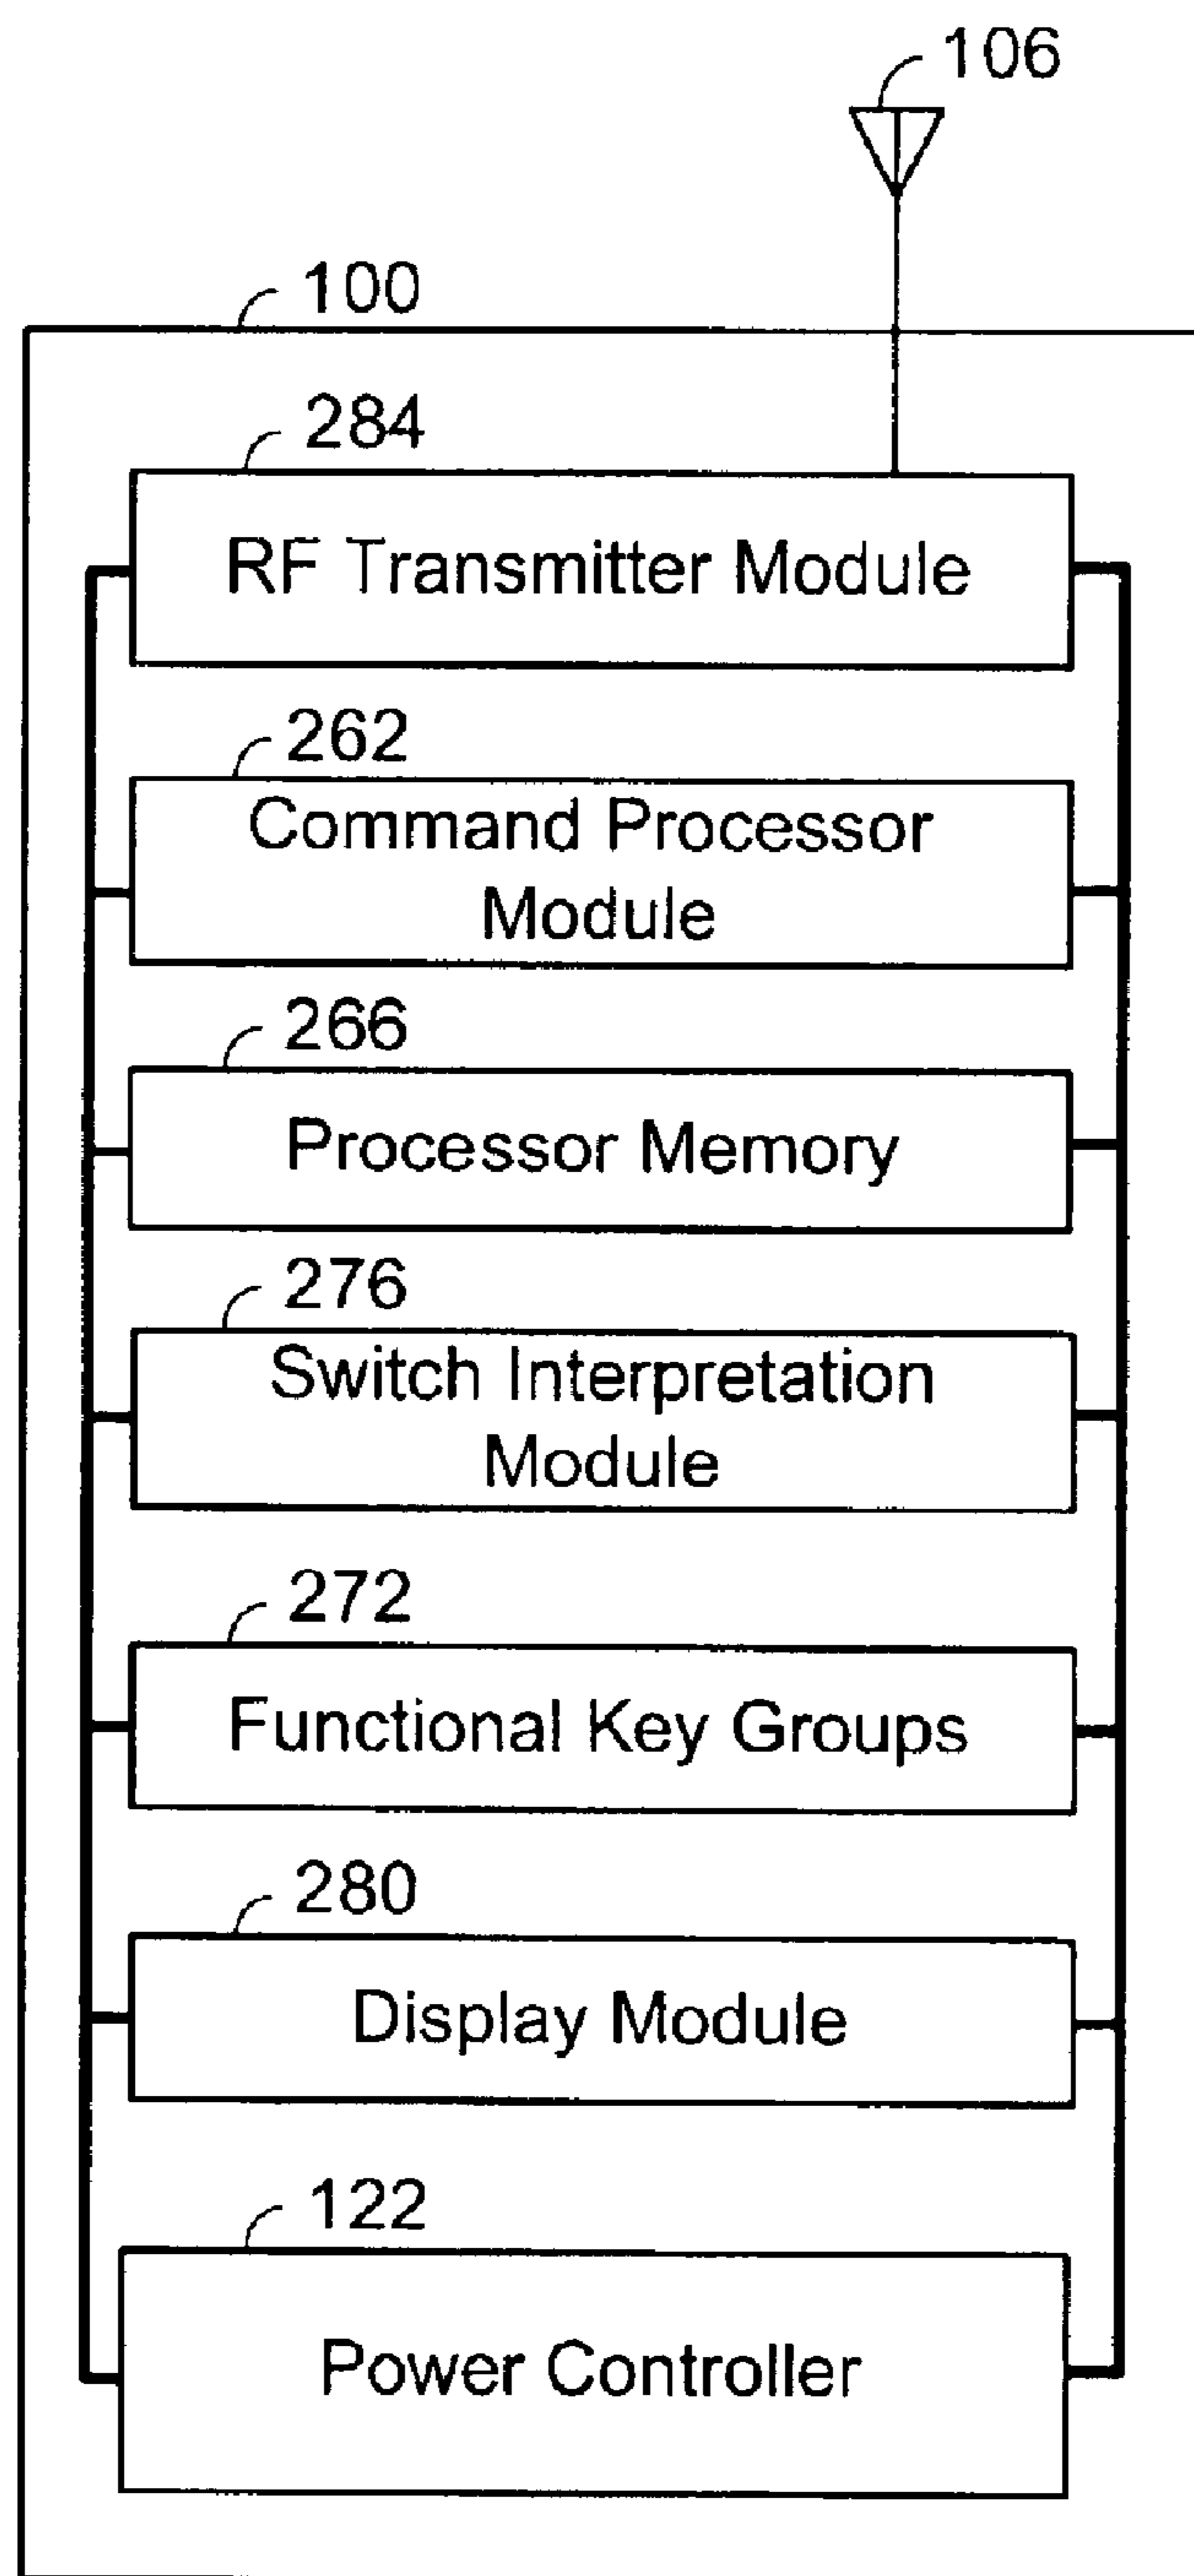 106
100
284
RF Transmitter Module
262
Command Processor
Module
266
Processor Memory
276
Switch Interpretation
Module
272
Functional Key Groups
280
Display Module
122
Power Controller